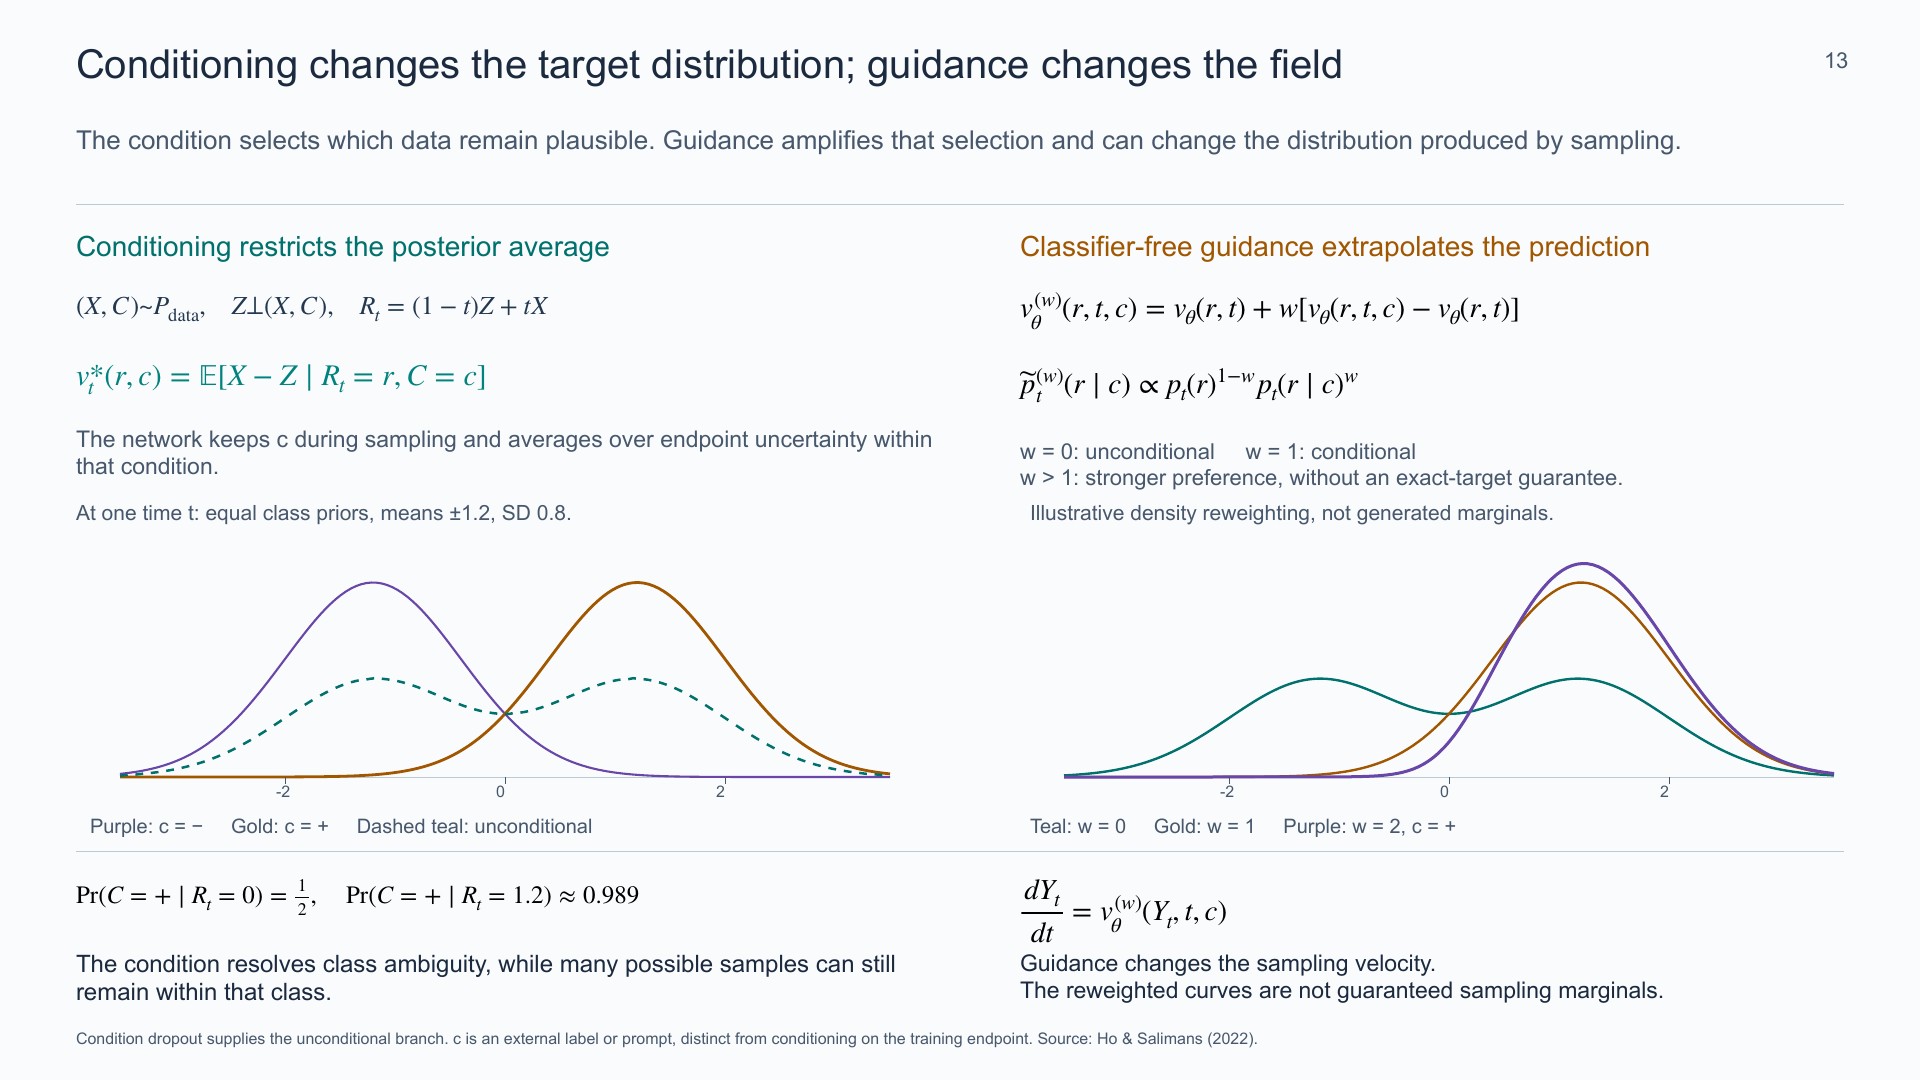 Conditioning changes the target distribution; guidance changes the field
13
The condition selects which data remain plausible. Guidance amplifies that selection and can change the distribution produced by sampling.
Conditioning restricts the posterior average
(X, C)~P_data,  Z⊥(X, C),  R_t = (1 − t)Z + tX
v_t^*(r, c) = 𝔼[X − Z | R_t = r, C = c]
The network keeps c during sampling and averages over endpoint uncertainty within
that condition.
At one time t: equal class priors, means ±1.2, SD 0.8.
-2 0 2
Purple: c = −  Gold: c = +  Dashed teal: unconditional
Pr(C = + | R_t = 0) = 1/2,  Pr(C = + | R_t = 1.2) ≈ 0.989
The condition resolves class ambiguity, while many possible samples can still
remain within that class.
Classifier-free guidance extrapolates the prediction
v_θ^(w)(r, t, c) = v_θ(r, t) + w[v_θ(r, t, c) − v_θ(r, t)]
p̃_t^(w)(r | c) ∝ p_t(r)^{1−w} p_t(r | c)^w
w = 0: unconditional  w = 1: conditional
w > 1: stronger preference, without an exact-target guarantee.
Illustrative density reweighting, not generated marginals.
-2 0 2
Teal: w = 0  Gold: w = 1  Purple: w = 2, c = +
dY_t/dt = v_θ^(w)(Y_t, t, c)
Guidance changes the sampling velocity.
The reweighted curves are not guaranteed sampling marginals.
Condition dropout supplies the unconditional branch. c is an external label or prompt, distinct from conditioning on the training endpoint. Source: Ho & Salimans (2022).